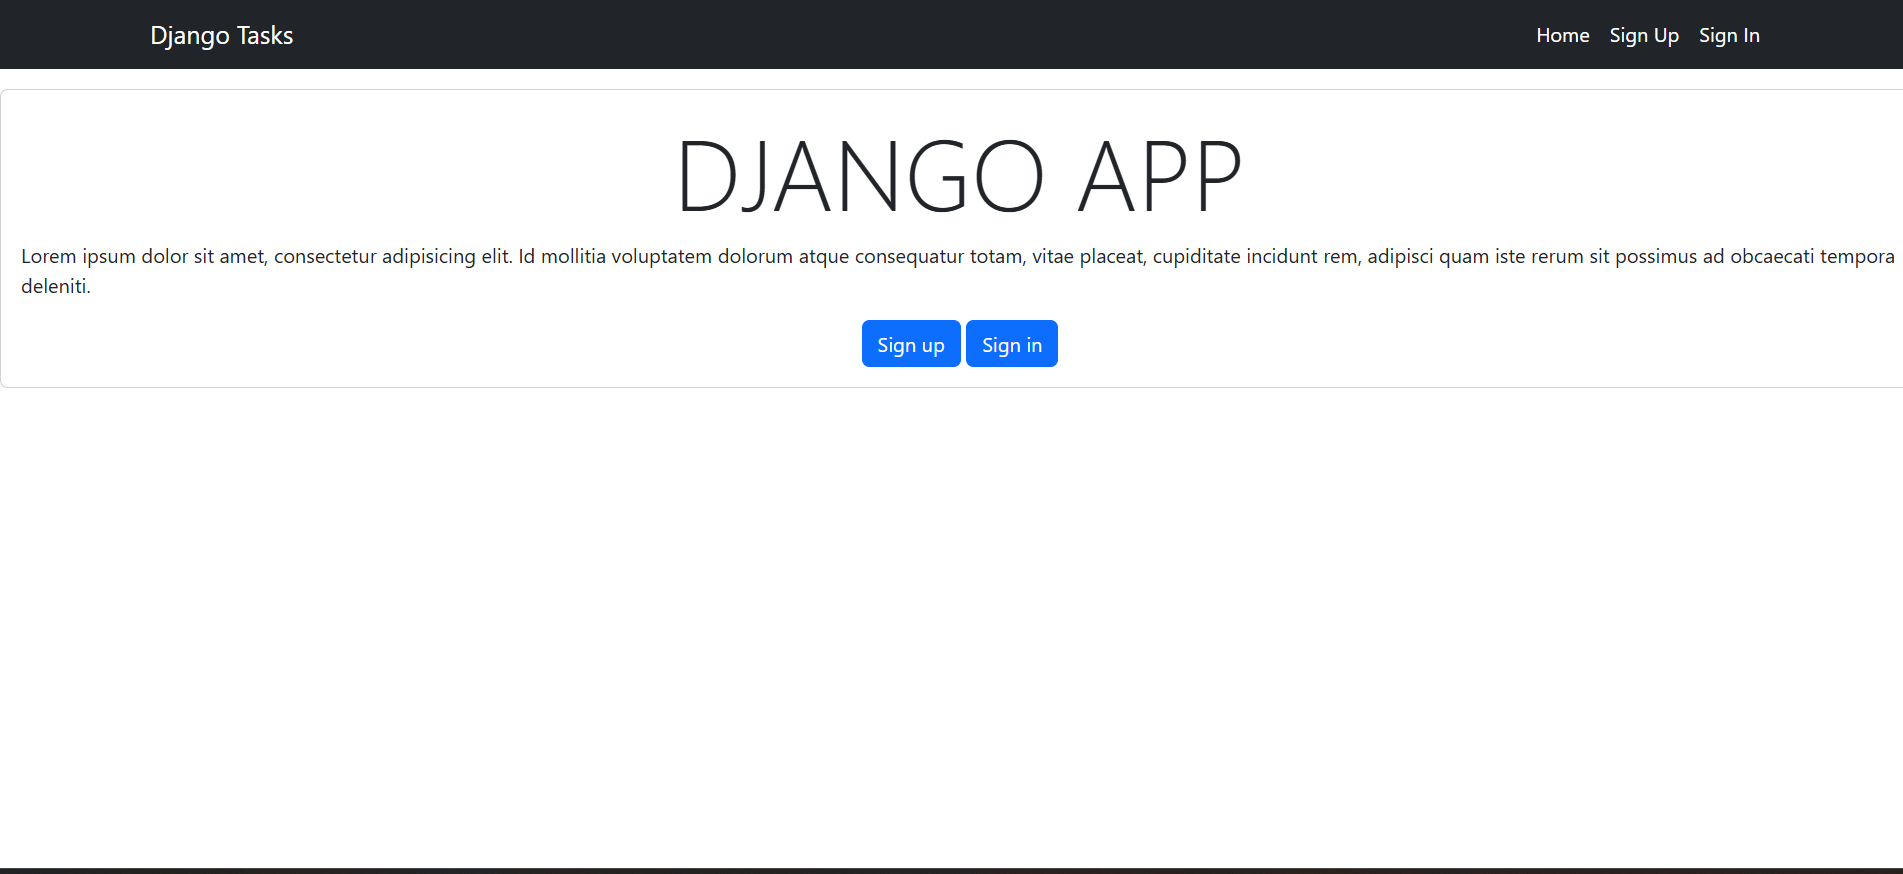 Django Tasks
Home Sign Up Sign In
DJANGO APP
Lorem ipsum dolor sit amet, consectetur adipisicing elit. Id mollitia voluptatem dolorum atque consequatur totam, vitae placeat, cupiditate incidunt rem, adipisci quam iste rerum sit possimus ad obcaecati tempora
deleniti.
Sign up Sign in